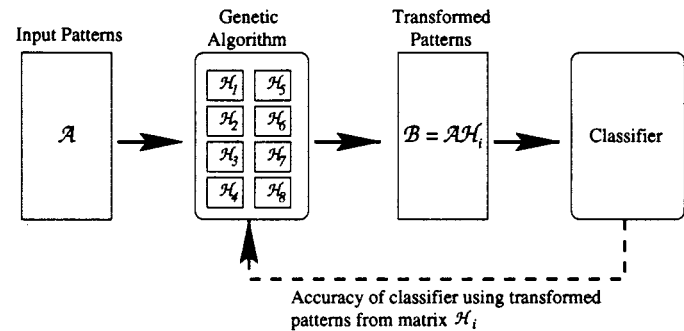 Input Patterns
Genetic
Algorithm
Transformed
Patterns
𝒜
ℋ₁ ℋ₅
ℋ₂ ℋ₆
ℋ₃ ℋ₇
ℋ₄ ℋ₈
ℬ = 𝒜ℋᵢ
Classifier
Accuracy of classifier using transformed
patterns from matrix ℋᵢ